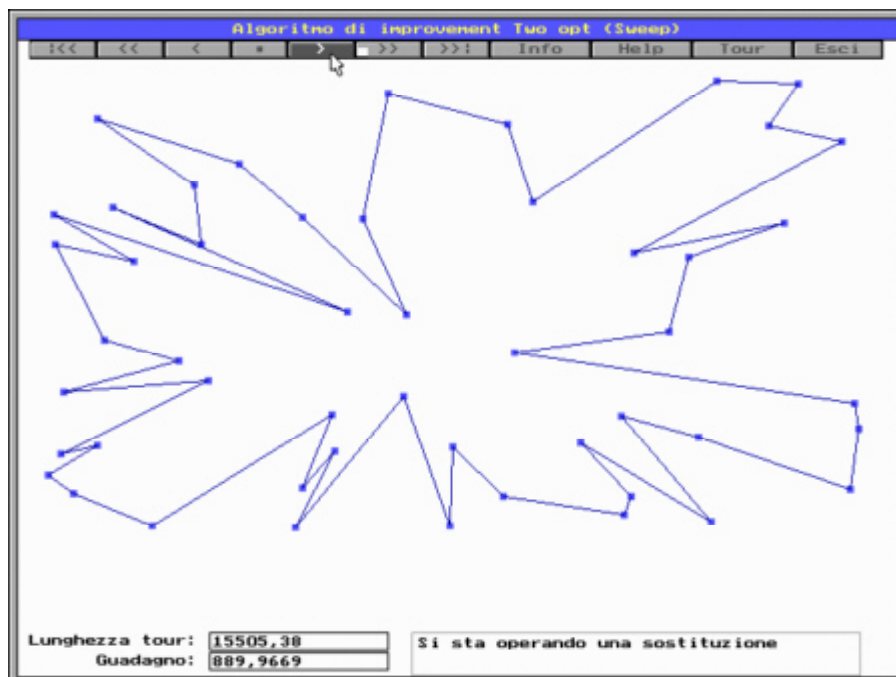 Algoritmo di improvement Two opt (Sweep)
¦<< << < ▪ > >> >>¦ Info Help Tour Esci
Lunghezza tour: 15505,38
Guadagno: 889,9669
Si sta operando una sostituzione